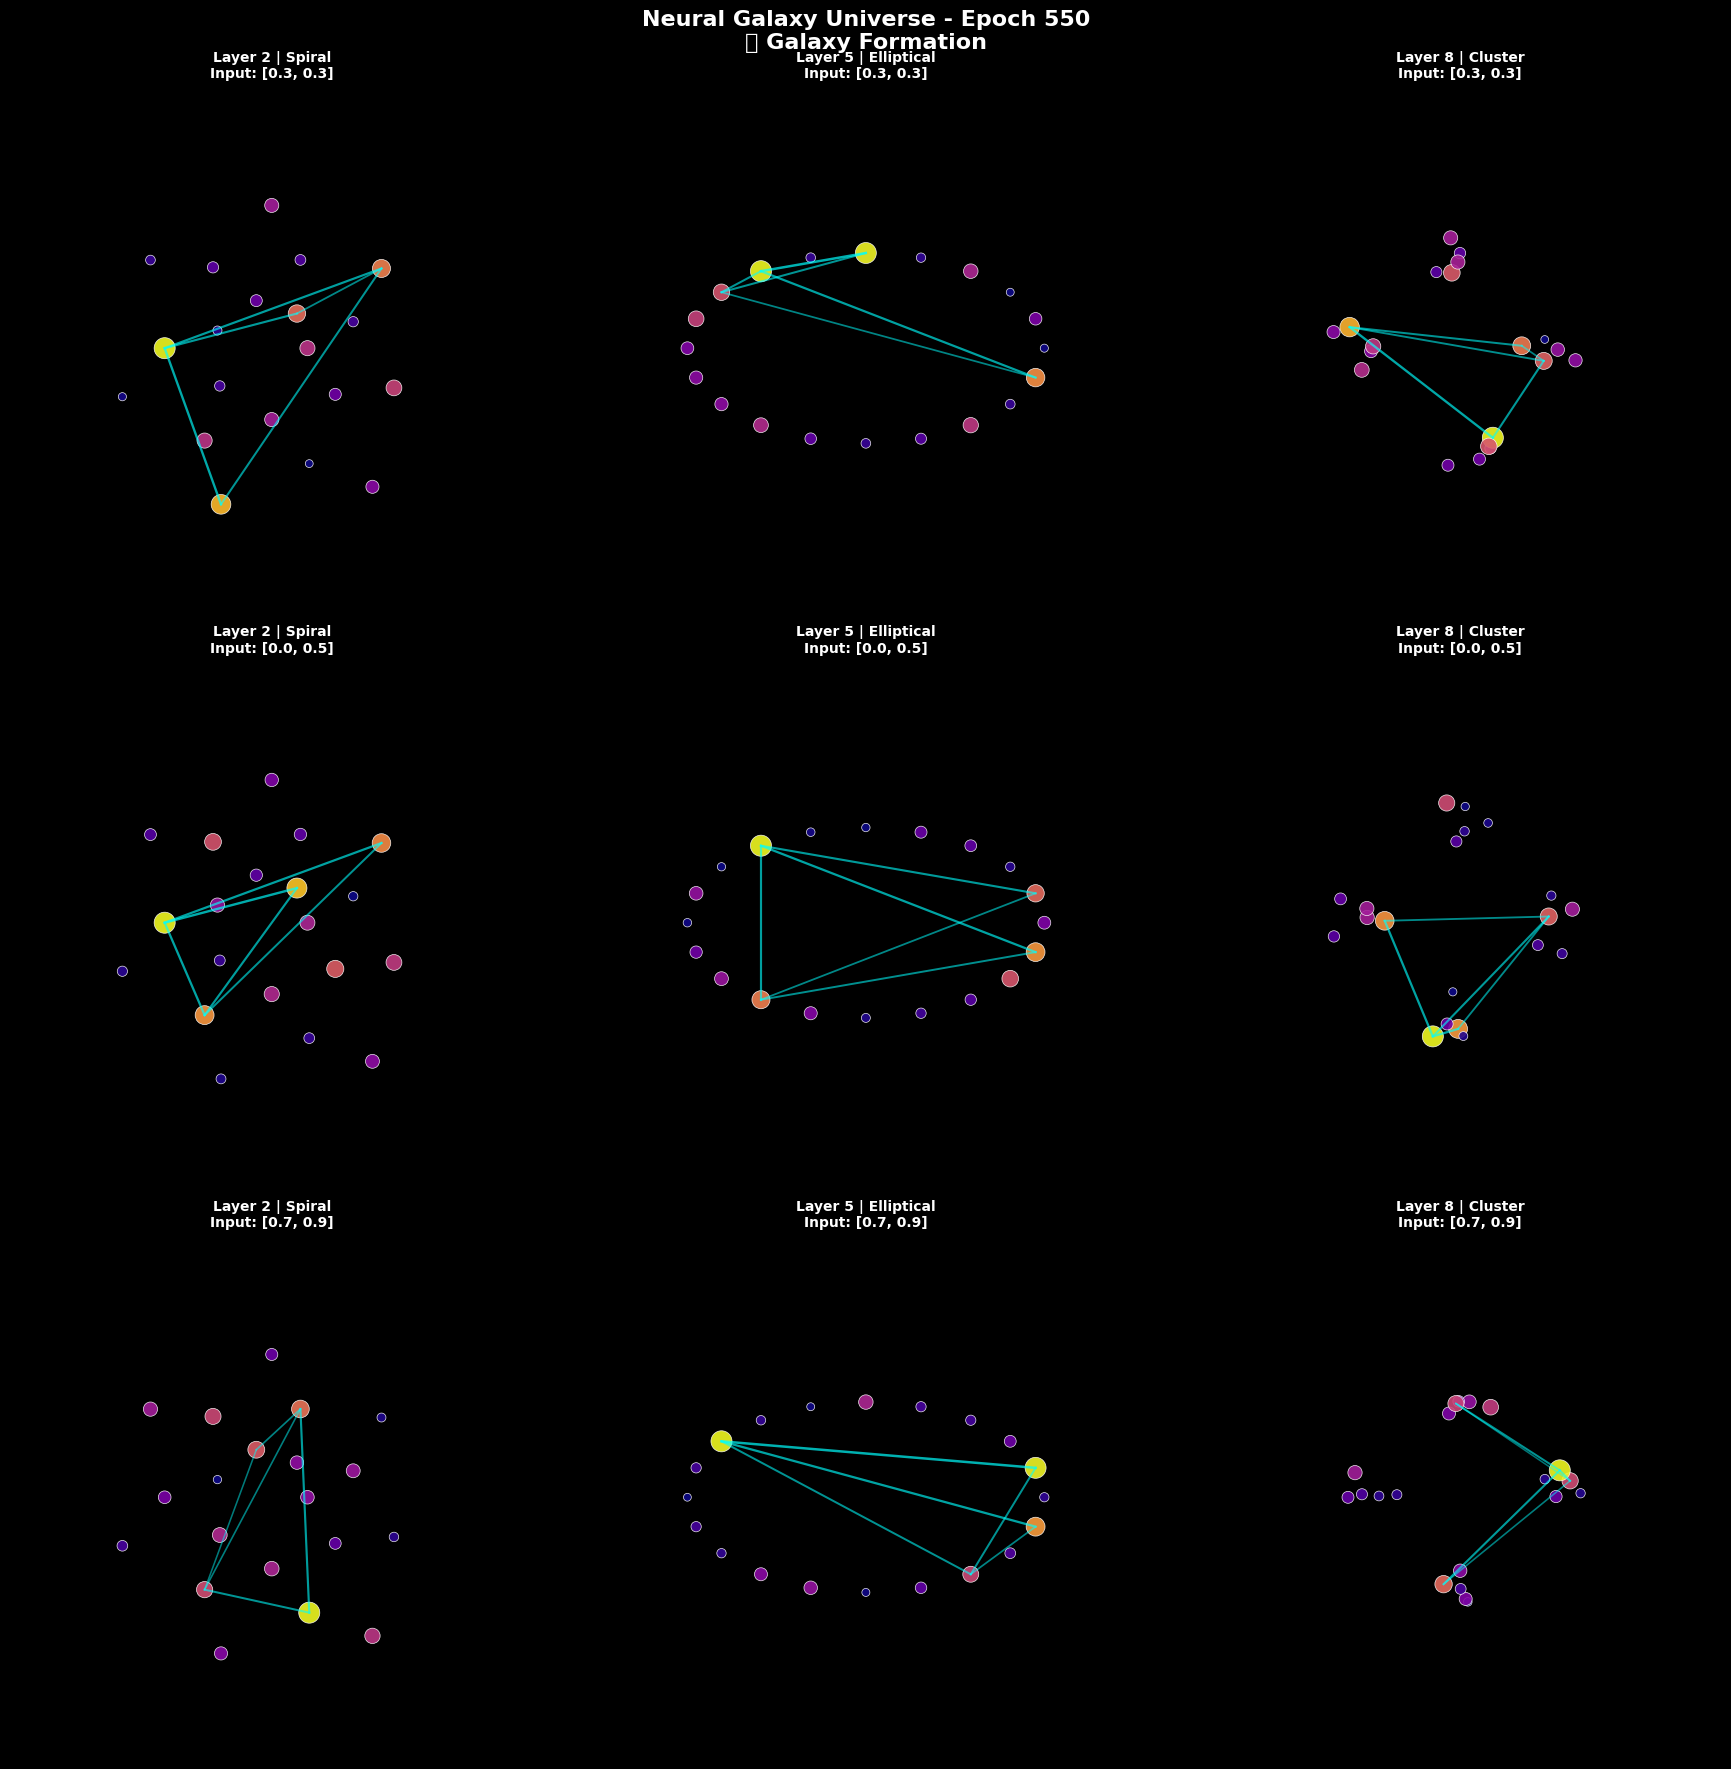 Neural Galaxy Universe - Epoch 550
Galaxy Formation
Layer 2 | Spiral
Input: [0.3, 0.3]
Layer 5 | Elliptical
Input: [0.3, 0.3]
Layer 8 | Cluster
Input: [0.3, 0.3]
Layer 2 | Spiral
Input: [0.0, 0.5]
Layer 5 | Elliptical
Input: [0.0, 0.5]
Layer 8 | Cluster
Input: [0.0, 0.5]
Layer 2 | Spiral
Input: [0.7, 0.9]
Layer 5 | Elliptical
Input: [0.7, 0.9]
Layer 8 | Cluster
Input: [0.7, 0.9]